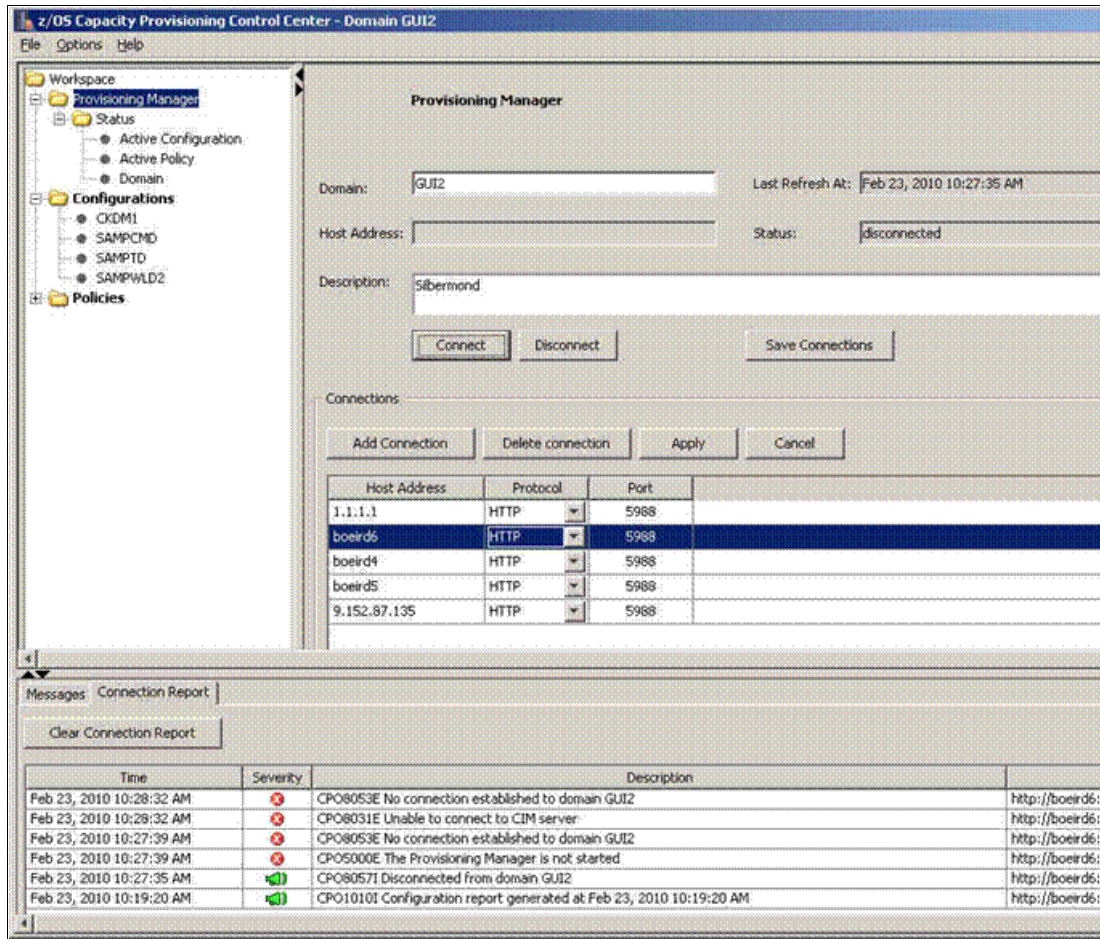 z/OS Capacity Provisioning Control Center - Domain GUI2
File Options Help
Workspace
Provisioning Manager
Status
Active Configuration
Active Policy
Domain
Configurations
CKDM1
SAMPCMD
SAMPTD
SAMPWLD2
Policies
Provisioning Manager
Domain: GUI2 Last Refresh At: Feb 23, 2010 10:27:35 AM
Host Address: Status: disconnected
Description: Silbermond
Connect Disconnect Save Connections
Connections
Add Connection Delete connection Apply Cancel
Host Address Protocol Port
1.1.1.1 HTTP 5988
boeird6 HTTP 5988
boeird4 HTTP 5988
boeird5 HTTP 5988
9.152.87.135 HTTP 5988
Messages Connection Report
Clear Connection Report
Time Severity Description
Feb 23, 2010 10:28:32 AM CPO8053E No connection established to domain GUI2 http://boeird6:
Feb 23, 2010 10:28:32 AM CPO8031E Unable to connect to CIM server http://boeird6:
Feb 23, 2010 10:27:39 AM CPO8053E No connection established to domain GUI2 http://boeird6:
Feb 23, 2010 10:27:39 AM CPO5000E The Provisioning Manager is not started http://boeird6:
Feb 23, 2010 10:27:35 AM CPO8057I Disconnected from domain GUI2 http://boeird6:
Feb 23, 2010 10:19:20 AM CPO1010I Configuration report generated at Feb 23, 2010 10:19:20 AM http://boeird6: